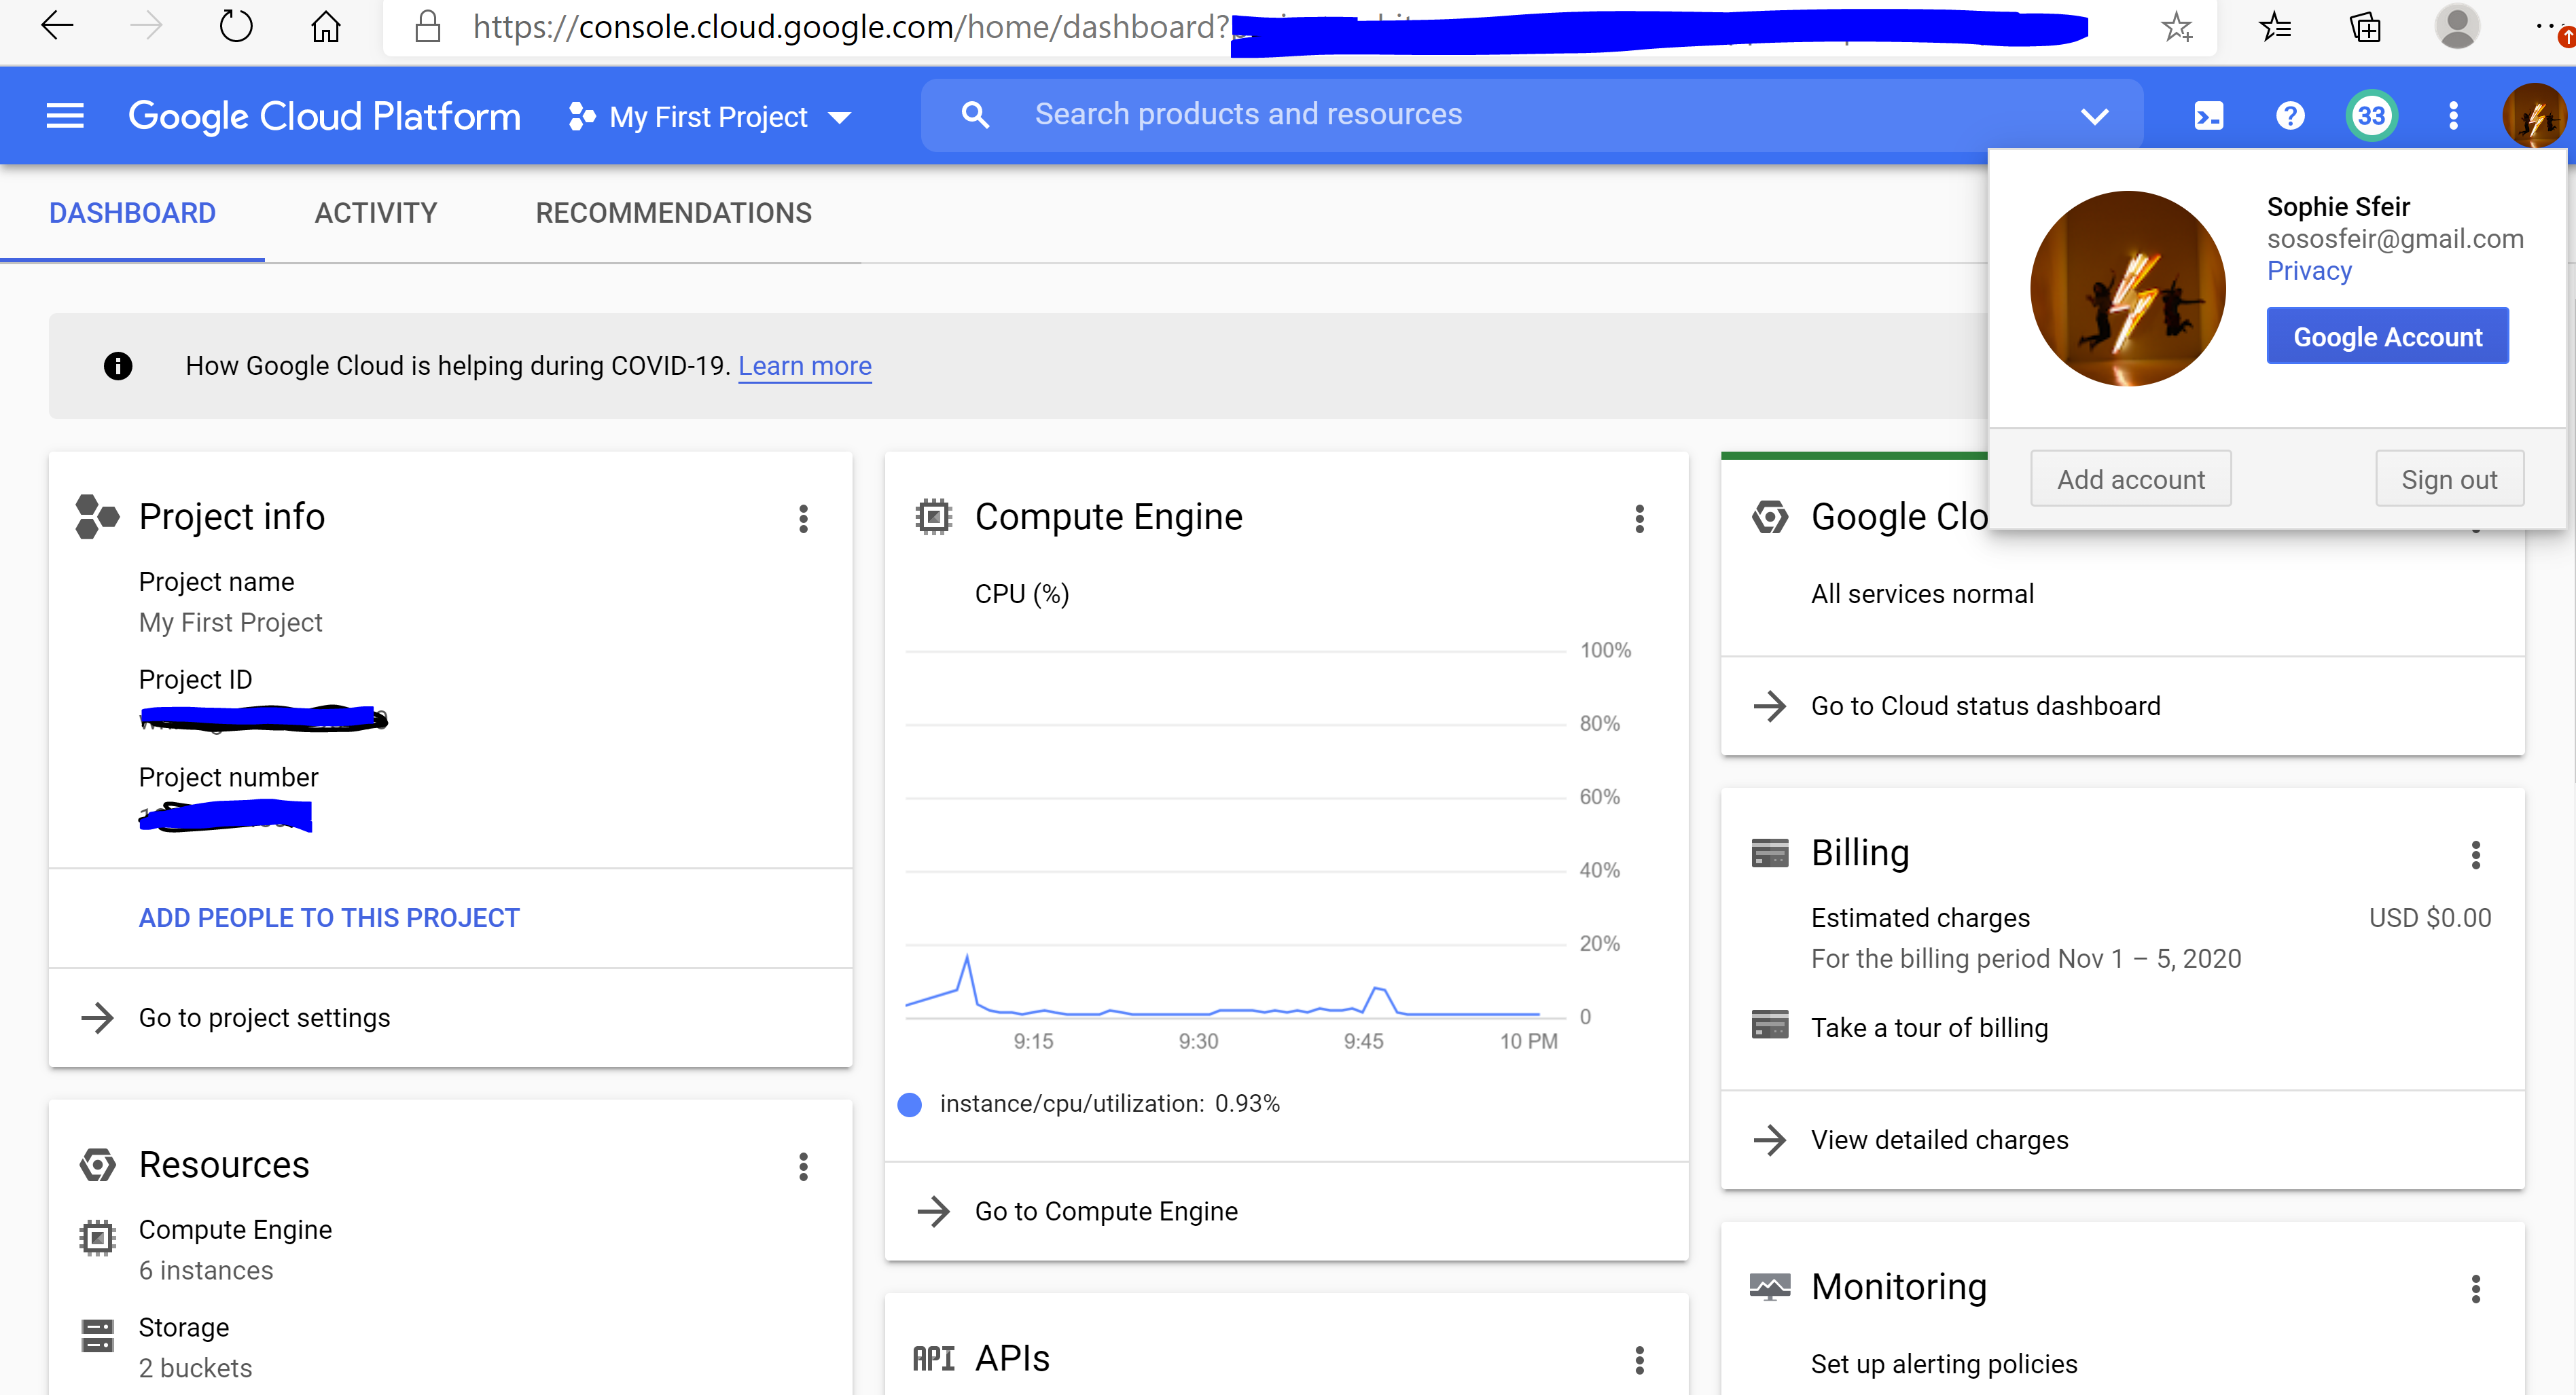 https://console.cloud.google.com/home/dashboard?
Google Cloud Platform
My First Project
Search products and resources
33
DASHBOARD
ACTIVITY
RECOMMENDATIONS
Sophie Sfeir
sososfeir@gmail.com
Privacy
Google Account
Add account
Sign out
How Google Cloud is helping during COVID-19. Learn more
Project info
Project name
My First Project
Project ID
Project number
ADD PEOPLE TO THIS PROJECT
Go to project settings
Resources
Compute Engine
6 instances
Storage
2 buckets
Compute Engine
CPU (%)
100%
80%
60%
40%
20%
0
9:15
9:30
9:45
10 PM
instance/cpu/utilization: 0.93%
Go to Compute Engine
API APIs
Google Clo
All services normal
Go to Cloud status dashboard
Billing
Estimated charges
USD $0.00
For the billing period Nov 1 – 5, 2020
Take a tour of billing
View detailed charges
Monitoring
Set up alerting policies